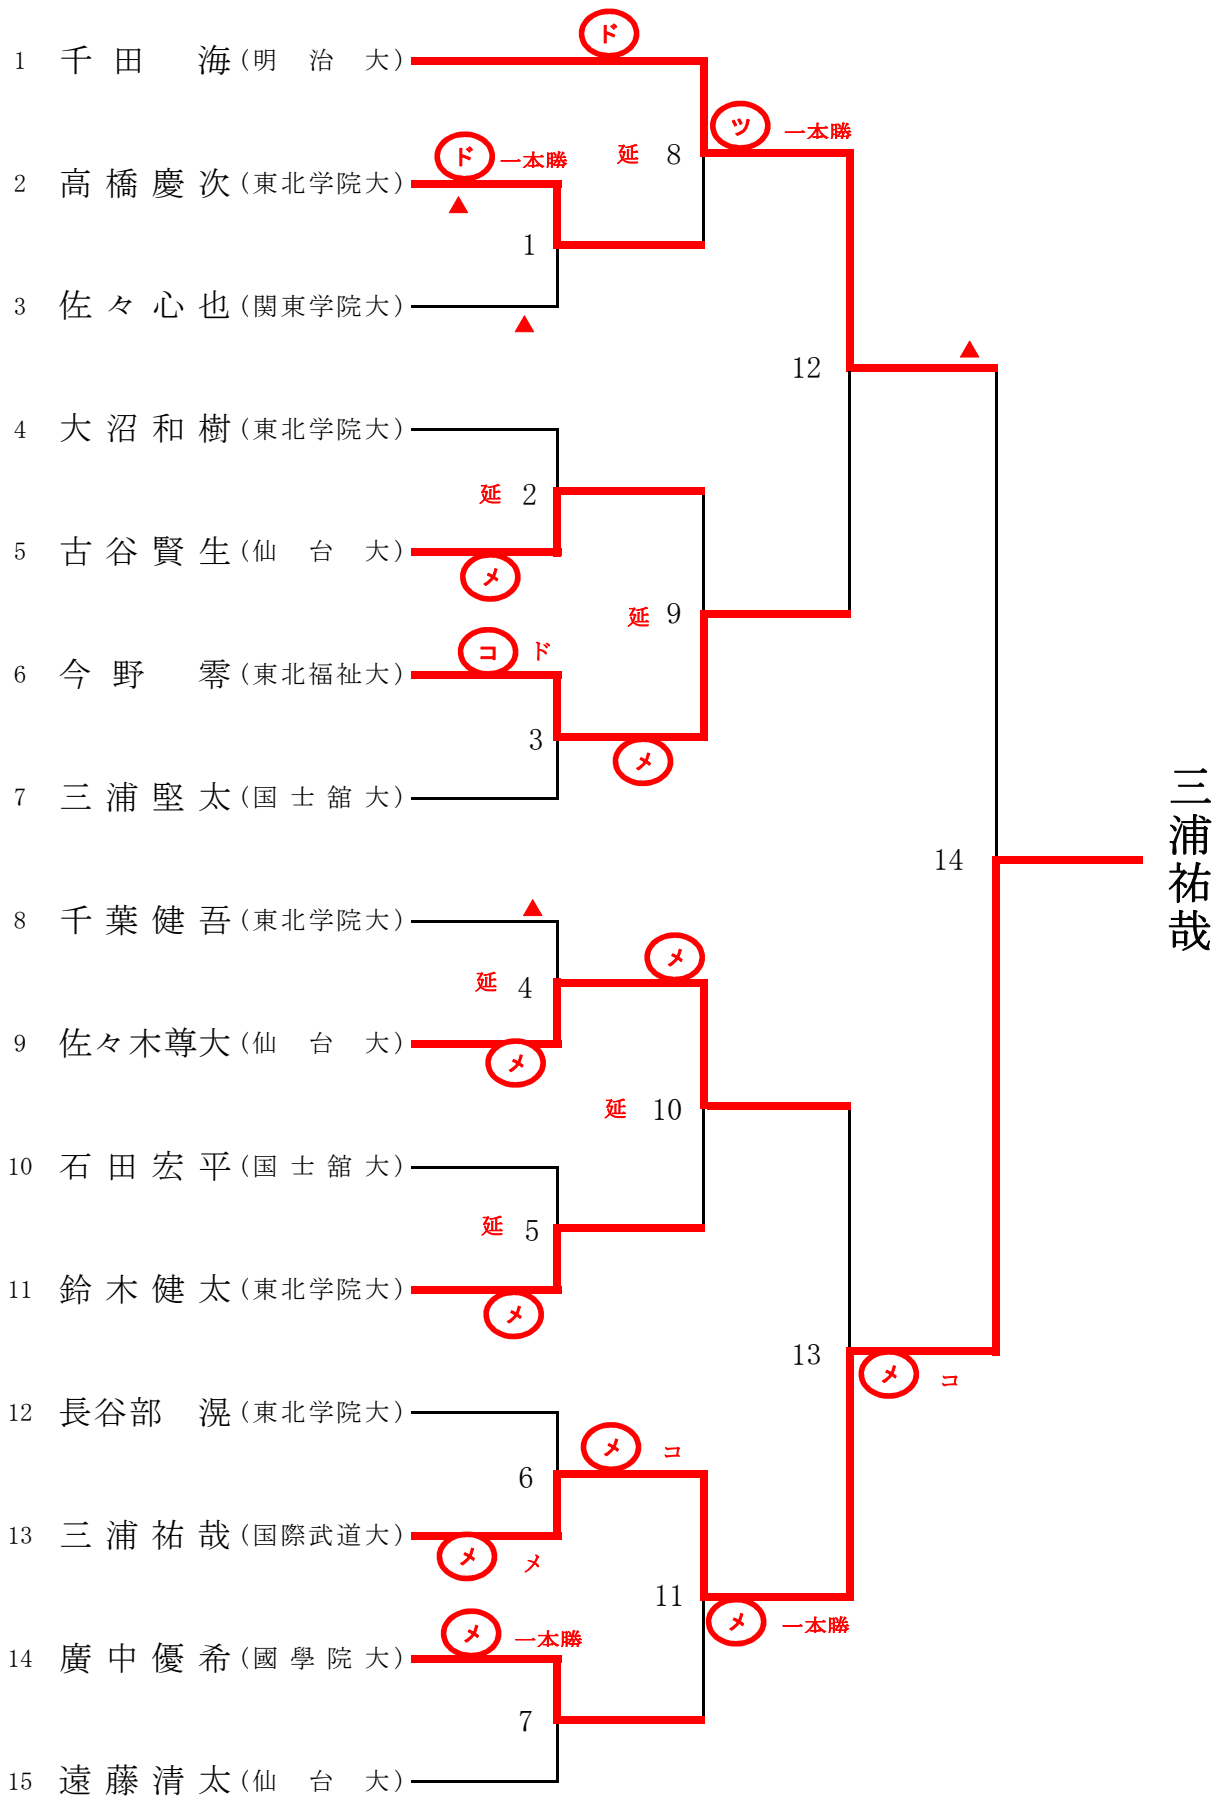 ド
1 千田 海 (明 治 大)
ツ 一本勝
ド 一本勝 延 8
2 高橋慶次 (東北学院大)
▲
1
3 佐々心也 (関東学院大)
▲
▲
12
4 大沼和樹 (東北学院大)
延 2
5 古谷賢生 (仙 台 大)
メ
延 9
コ ド
6 今野 零 (東北福祉大)
3
メ
7 三浦堅太 (国士舘大)
三浦祐哉
14
▲
8 千葉健吾 (東北学院大)
メ
延 4
9 佐々木尊大 (仙 台 大)
メ
延 10
10 石田宏平 (国士舘大)
延 5
11 鈴木健太 (東北学院大)
メ
13
メ コ
12 長谷部 滉 (東北学院大)
メ コ
6
13 三浦祐哉 (国際武道大)
メ メ
11
メ 一本勝
メ 一本勝
14 廣中優希 (國學院大)
7
15 遠藤清太 (仙 台 大)